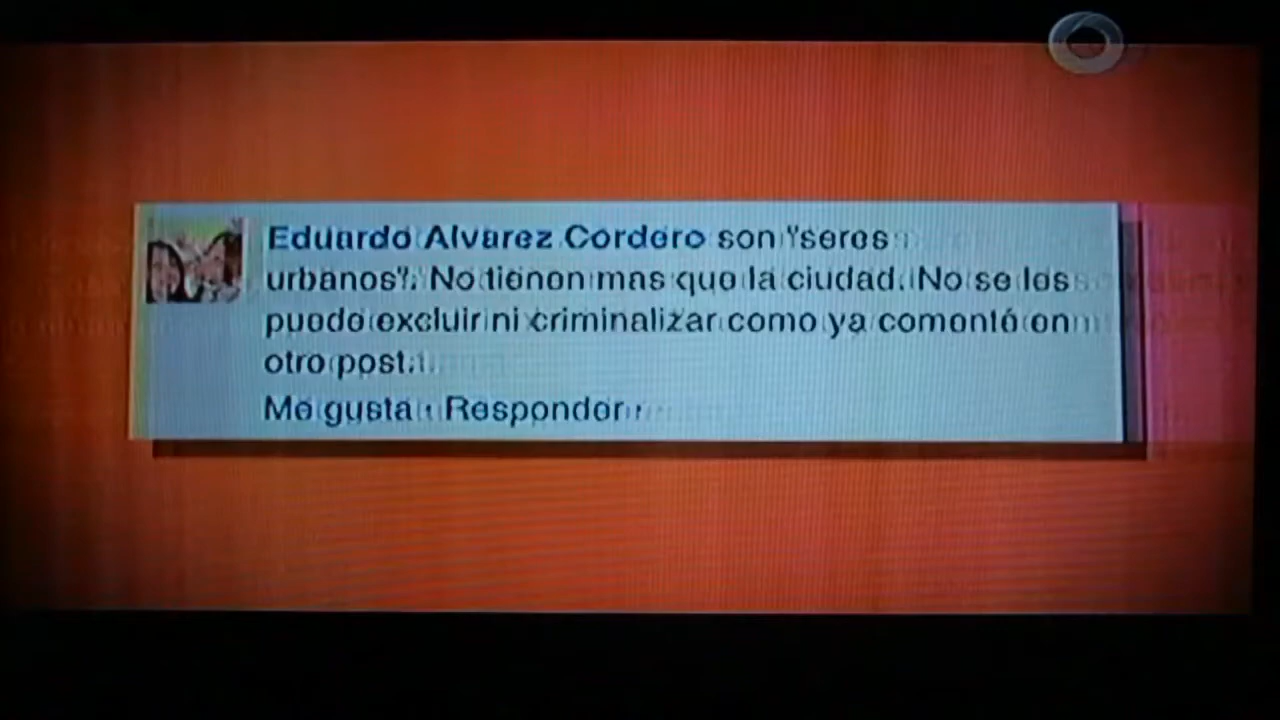 Eduardo Alvarez Cordero son "seres
urbanos". No tienen mas que la ciudad. No se les
puede excluir ni criminalizar como ya comenté en
otro post.
Me gusta · Responder ·